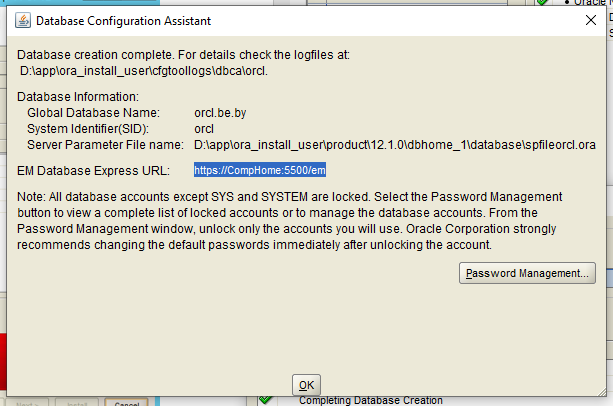 Oracle
Database Configuration Assistant
Database creation complete. For details check the logfiles at:
D:\app\ora_install_user\cfgtoollogs\dbca\orcl.
Database Information:
Global Database Name: orcl.be.by
System Identifier(SID): orcl
Server Parameter File name: D:\app\ora_install_user\product\12.1.0\dbhome_1\database\spfileorcl.ora
EM Database Express URL: https://CompHome:5500/em
Note: All database accounts except SYS and SYSTEM are locked. Select the Password Management
button to view a complete list of locked accounts or to manage the database accounts. From the
Password Management window, unlock only the accounts you will use. Oracle Corporation strongly
recommends changing the default passwords immediately after unlocking the account.
Password Management...
OK
Next > Install Cancel
Completing Database Creation